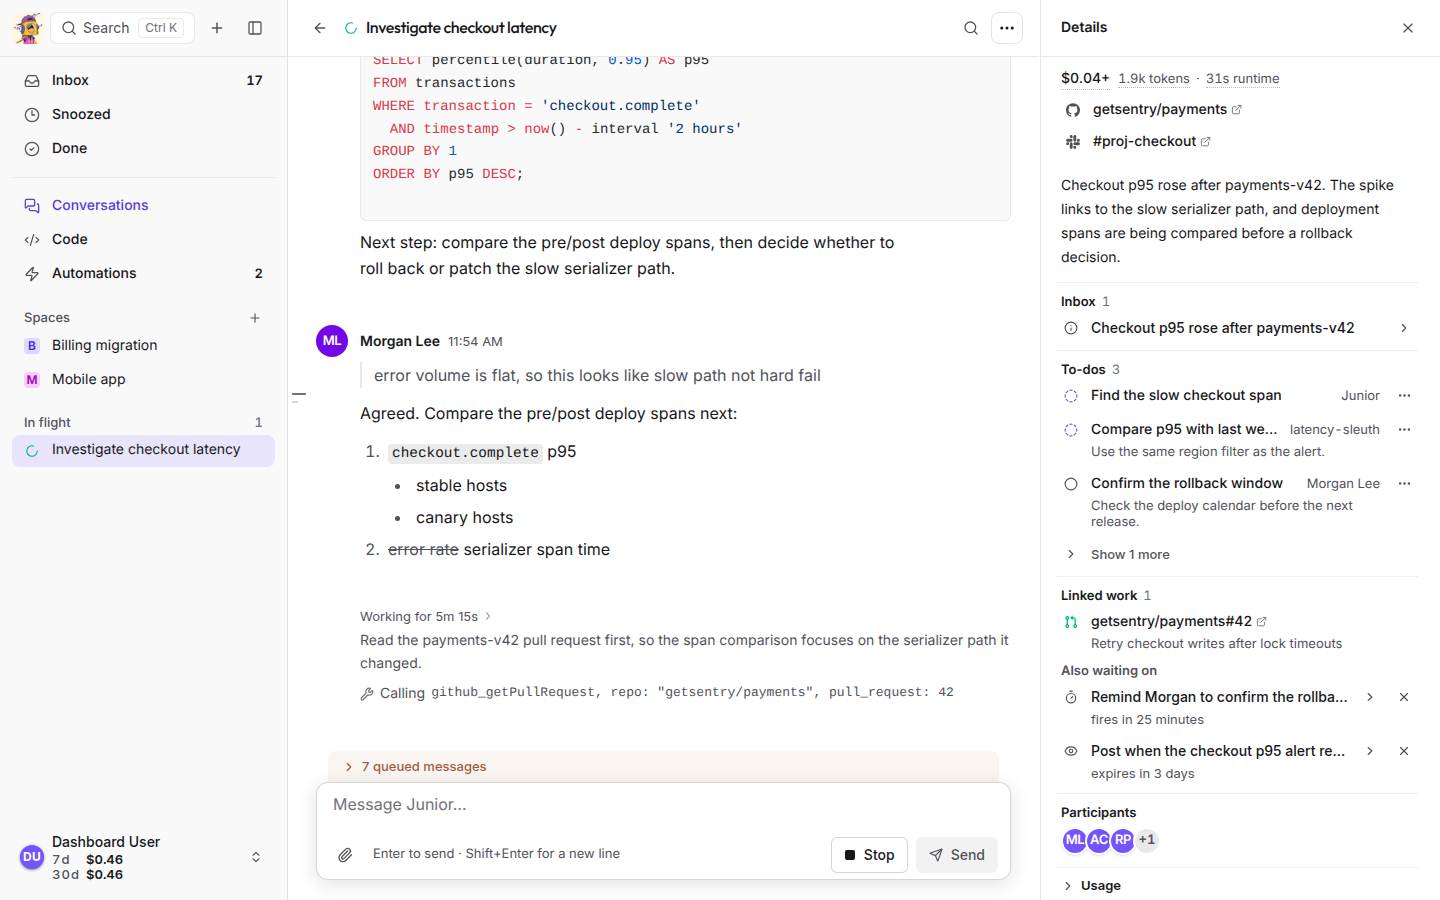 Search Ctrl K
Inbox 17
Snoozed
Done
Conversations
Code
Automations 2
Spaces
B Billing migration
M Mobile app
In flight 1
Investigate checkout latency
DU Dashboard User
7d $0.46
30d $0.46
Investigate checkout latency
SELECT percentile(duration, 0.95) AS p95
FROM transactions
WHERE transaction = 'checkout.complete'
AND timestamp > now() - interval '2 hours'
GROUP BY 1
ORDER BY p95 DESC;
Next step: compare the pre/post deploy spans, then decide whether to
roll back or patch the slow serializer path.
ML Morgan Lee 11:54 AM
error volume is flat, so this looks like slow path not hard fail
Agreed. Compare the pre/post deploy spans next:
1. checkout.complete p95
• stable hosts
• canary hosts
2. error rate serializer span time
Working for 5m 15s
Read the payments-v42 pull request first, so the span comparison focuses on the serializer path it
changed.
Calling github_getPullRequest, repo: "getsentry/payments", pull_request: 42
7 queued messages
Message Junior...
Enter to send · Shift+Enter for a new line
Stop
Send
Details
$0.04+ 1.9k tokens · 31s runtime
getsentry/payments
#proj-checkout
Checkout p95 rose after payments-v42. The spike
links to the slow serializer path, and deployment
spans are being compared before a rollback
decision.
Inbox 1
Checkout p95 rose after payments-v42
To-dos 3
Find the slow checkout span Junior
Compare p95 with last we... latency-sleuth
Use the same region filter as the alert.
Confirm the rollback window Morgan Lee
Check the deploy calendar before the next
release.
Show 1 more
Linked work 1
getsentry/payments#42
Retry checkout writes after lock timeouts
Also waiting on
Remind Morgan to confirm the rollba...
fires in 25 minutes
Post when the checkout p95 alert re...
expires in 3 days
Participants
ML AC RP +1
Usage